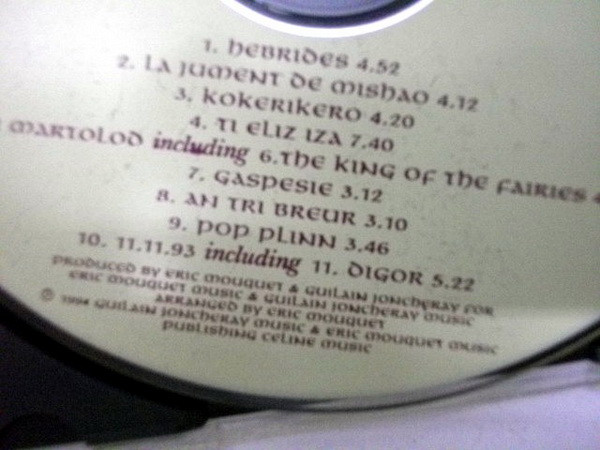 1. Hebrides 4.52
2. La Jument de Mishao 4.12
3. Kokerikero 4.20
4. Ti Eliz Iza 7.40
Martolod including 6. The King of the Fairies
7. Gaspesie 3.12
8. An Tri Breur 3.10
9. Pop Plinn 3.46
10. 11.11.93 including 11. Digor 5.22
Produced by Eric Mouquet & Guilain Joncheray for
Eric Mouquet Music & Guilain Joncheray Music
Arranged by Eric Mouquet
℗ 1994 Guilain Joncheray Music & Eric Mouquet Music
Publishing Celine Music